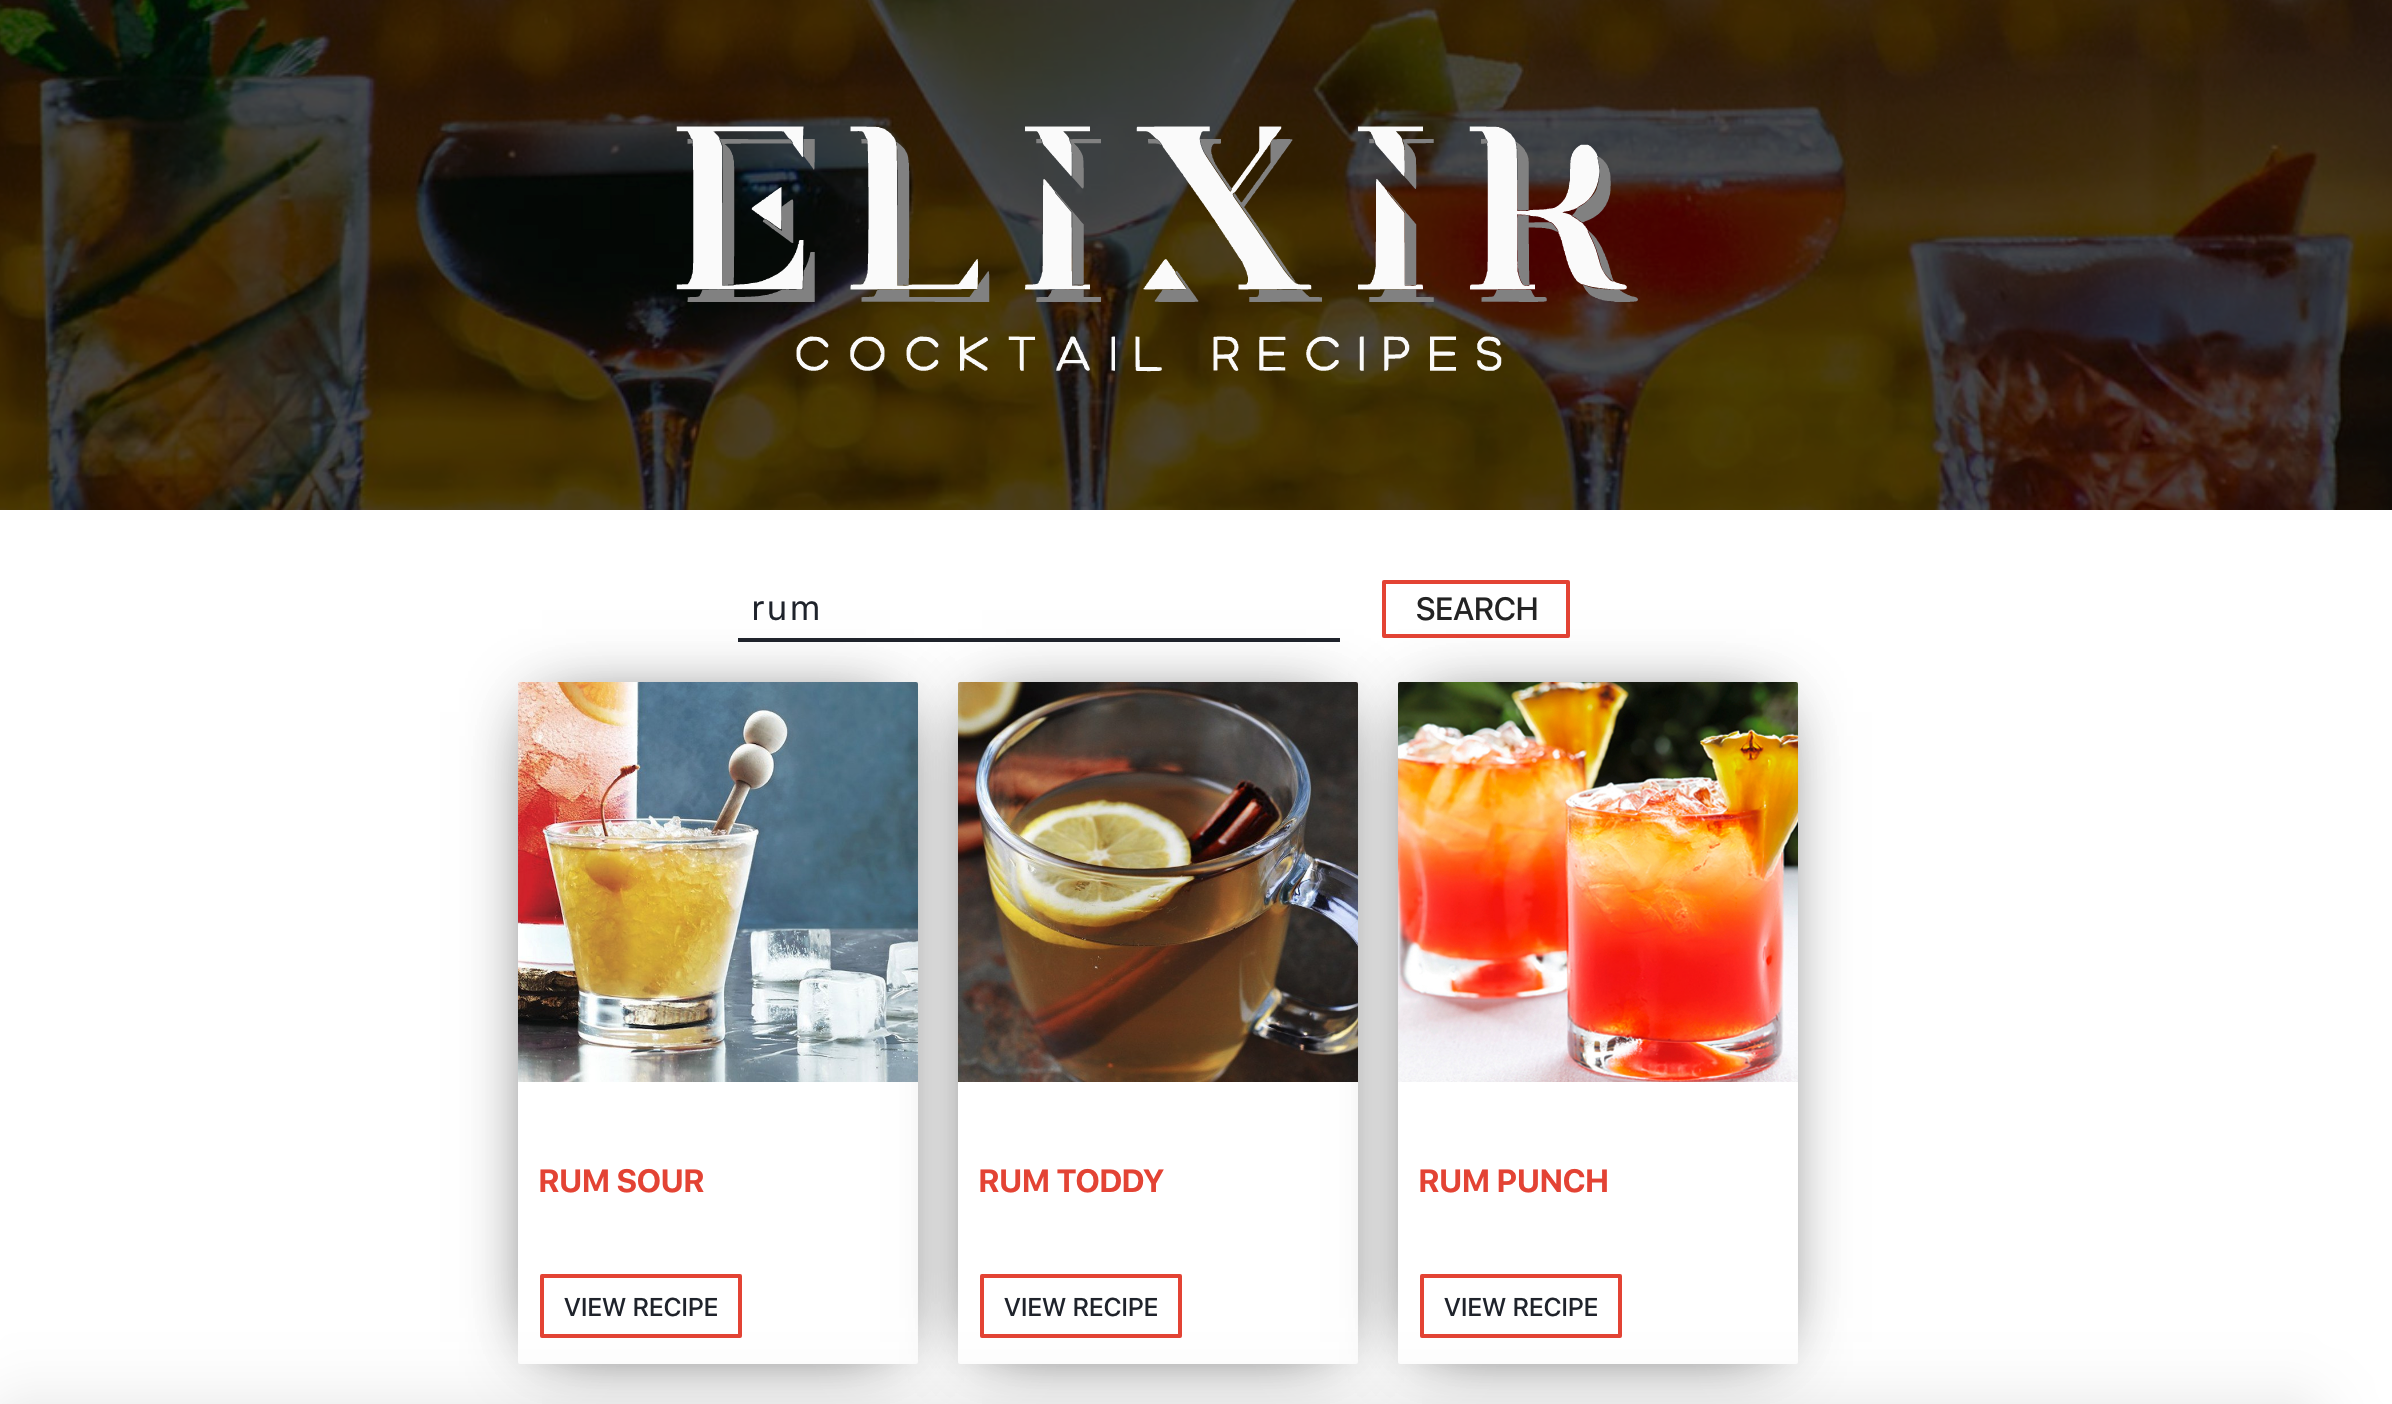 ELIXIR
COCKTAIL RECIPES
rum
SEARCH
RUM SOUR
RUM TODDY
RUM PUNCH
VIEW RECIPE
VIEW RECIPE
VIEW RECIPE